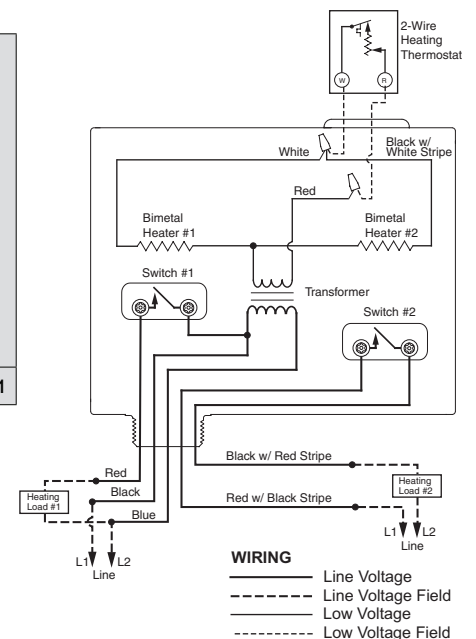 2-Wire
Heating
Thermostat
W
R
White
Black w/
White Stripe
Red
Bimetal
Heater #1
Bimetal
Heater #2
Switch #1
Transformer
Switch #2
1
Red
Black w/ Red Stripe
Heating
Load #1
Black
Red w/ Black Stripe
Heating
Load #2
Blue
L1
L2
Line
L1
L2
Line
WIRING
Line Voltage
Line Voltage Field
Low Voltage
Low Voltage Field